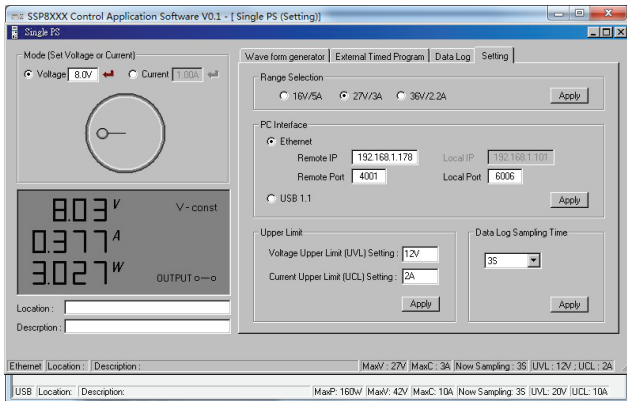 SSP8XXX Control Application Software V0.1 - [ Single PS (Setting)]
Single PS
Mode (Set Voltage or Current)
Voltage 8.0V Current 1.00A
8.03 V V-const
0.377 A
3.027 W OUTPUT
Location :
Descrption :
Wave form generator External Timed Program Data Log Setting
Range Selection
16V/5A 27V/3A 36V/2.2A Apply
PC Interface
Ethernet
Remote IP 192.168.1.178 Local IP 192.168.1.101
Remote Port 4001 Local Port 6006
USB 1.1 Apply
Upper Limit
Voltage Upper Limit (UVL) Setting : 12V
Current Upper Limit (UCL) Setting : 2A
Apply
Data Log Sampling Time
3S
Apply
Ethernet Location : Description : MaxV : 27V MaxC : 3A Now Sampling : 3S UVL : 12V ; UCL : 2A
USB Location: Description: MaxP: 160W MaxV: 42V MaxC: 10A Now Sampling: 3S UVL: 20V UCL: 10A